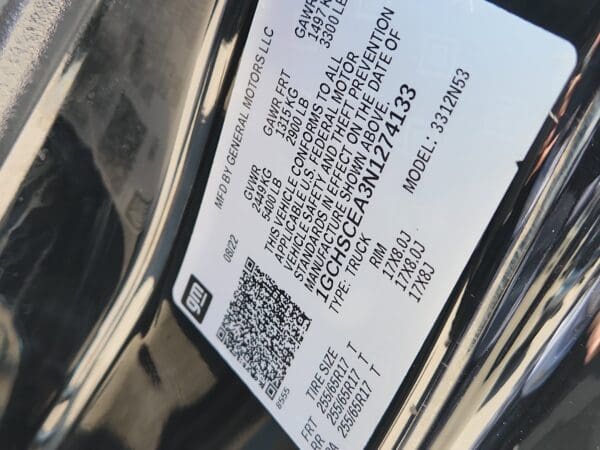 gm
MFD BY GENERAL MOTORS LLC
08/22 GVWR GAWR FRT GAWR
2449 KG 1315 KG 1497 KG
5400 LB 2900 LB 3300 LB
THIS VEHICLE CONFORMS TO ALL
APPLICABLE U.S. FEDERAL MOTOR
VEHICLE SAFETY AND THEFT PREVENTION
STANDARDS IN EFFECT ON THE DATE OF
MANUFACTURE SHOWN ABOVE.
1GCHSCEA3N1274133
TYPE: TRUCK MODEL: 3312N53
8555
TIRE SIZE RIM
FRT 255/65R17 T 17X8.0J
RR 255/65R17 T 17X8.0J
255/65R17 T 17X8J